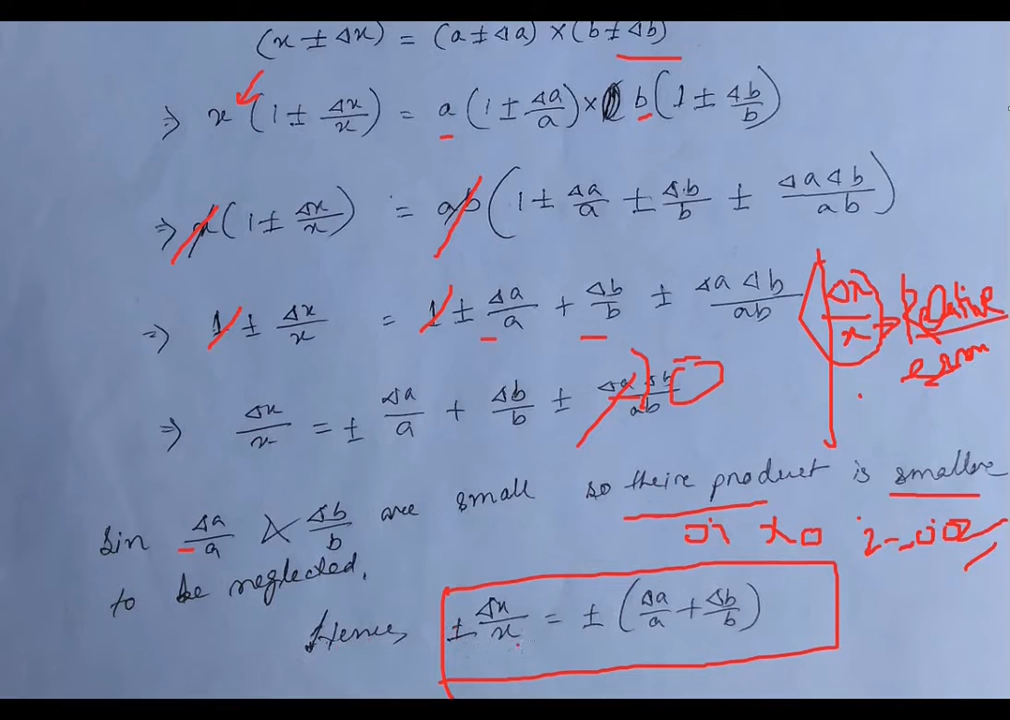 (x ± Δx) = (a ± Δa) × (b ± Δb)
⇒ x (1 ± Δx/x) = a (1 ± Δa/a) × b (1 ± Δb/b)
⇒ x (1 ± Δx/x) = ab (1 ± Δa/a ± Δb/b ± ΔaΔb/ab)
⇒ 1 ± Δx/x = 1 ± Δa/a + Δb/b ± ΔaΔb/ab
Δx/x → Relative
error
⇒ Δx/x = ± Δa/a + Δb/b ± ΔaΔb/ab
Sin Δa/a & Δb/b are small so theire product is smaller
to be neglected.
Hence ± Δx/x = ± (Δa/a + Δb/b)